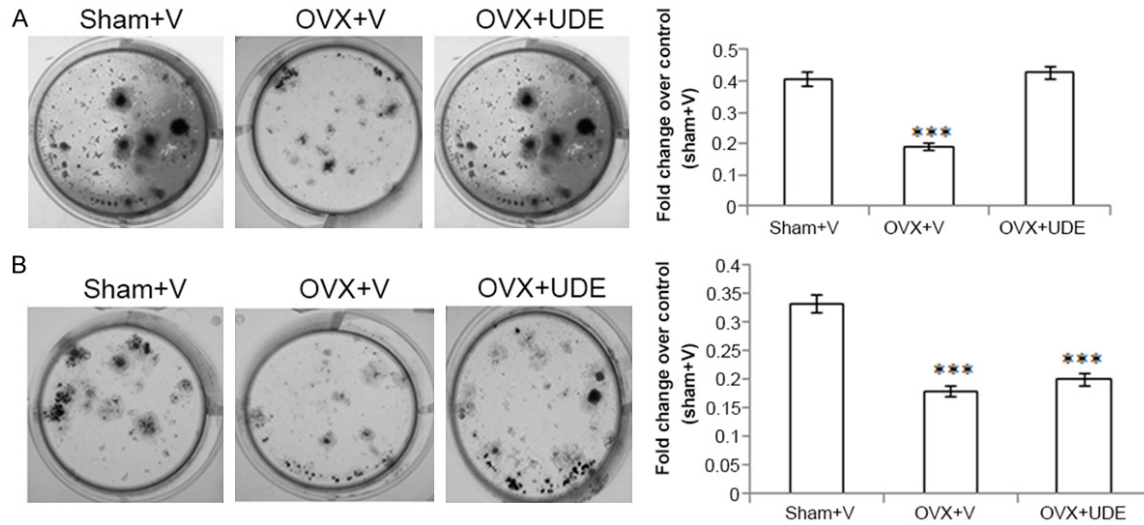 A
Sham+V OVX+V OVX+UDE
Fold change over control
(sham+V)
0.5
0.4
0.3
0.2
0.1
0
***
Sham+V OVX+V OVX+UDE
B
Sham+V OVX+V OVX+UDE
Fold change over control
(sham+V)
0.4
0.35
0.3
0.25
0.2
0.15
0.1
0.05
0
*** ***
Sham+V OVX+V OVX+UDE